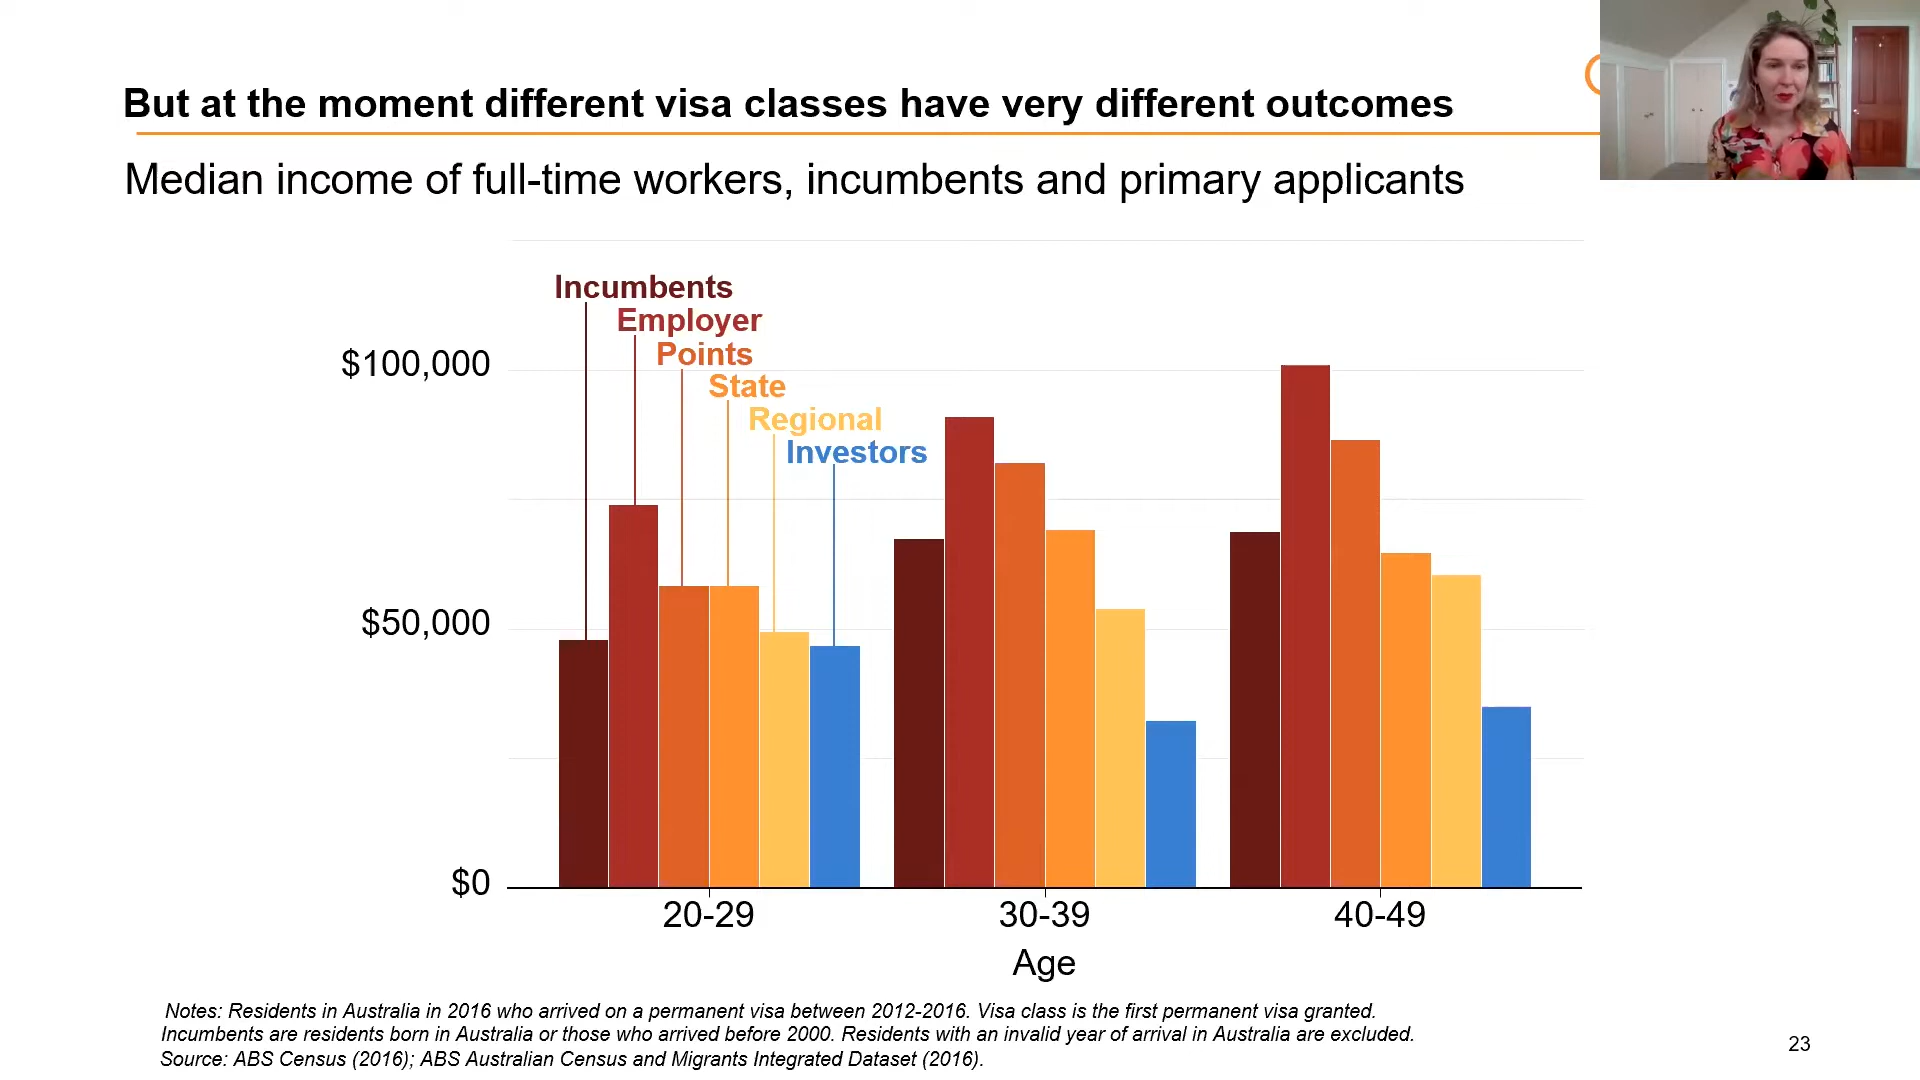 But at the moment different visa classes have very different outcomes
Median income of full-time workers, incumbents and primary applicants
Incumbents
Employer
Points
State
Regional
Investors
$100,000
$50,000
$0
20-29
30-39
40-49
Age
Notes: Residents in Australia in 2016 who arrived on a permanent visa between 2012-2016. Visa class is the first permanent visa granted.
Incumbents are residents born in Australia or those who arrived before 2000. Residents with an invalid year of arrival in Australia are excluded.
Source: ABS Census (2016); ABS Australian Census and Migrants Integrated Dataset (2016).
23